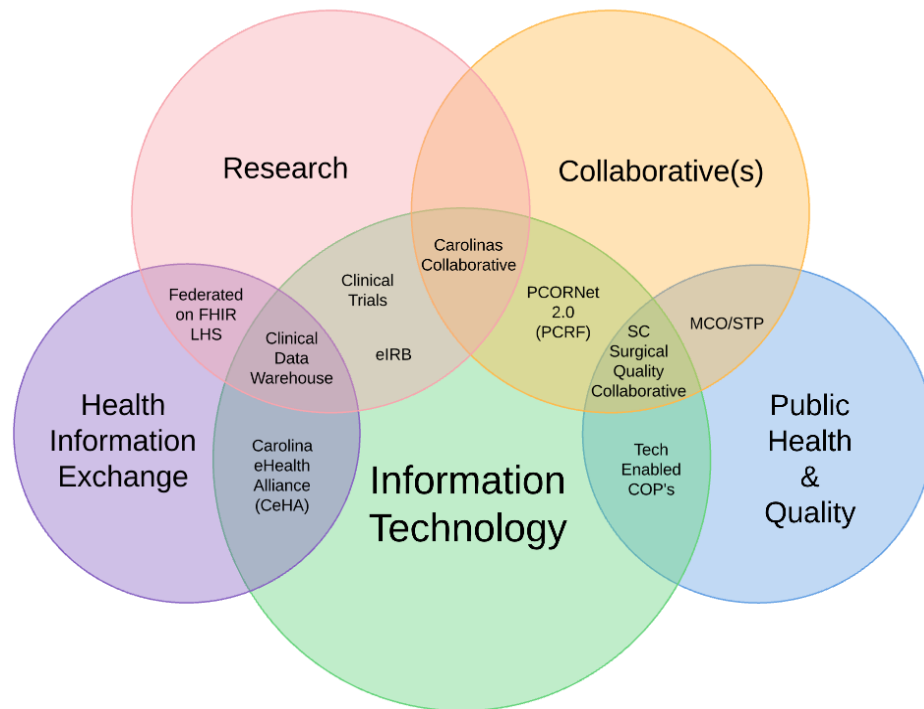 Research
Collaborative(s)
Carolinas
Collaborative
Clinical
Trials
eIRB
Federated
on FHIR
LHS
Clinical
Data
Warehouse
PCORNet
2.0
(PCRF)
SC
Surgical
Quality
Collaborative
MCO/STP
Health
Information
Exchange
Carolina
eHealth
Alliance
(CeHA)
Information
Technology
Tech
Enabled
COP's
Public
Health
&
Quality